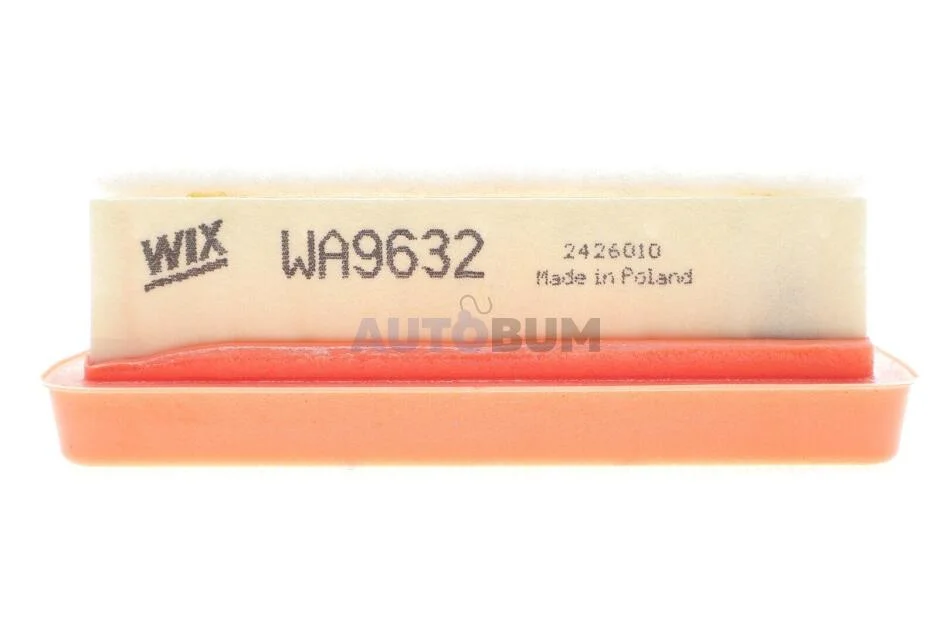 WIX
WA9632
2426010
Made in Poland
AUTOBUM